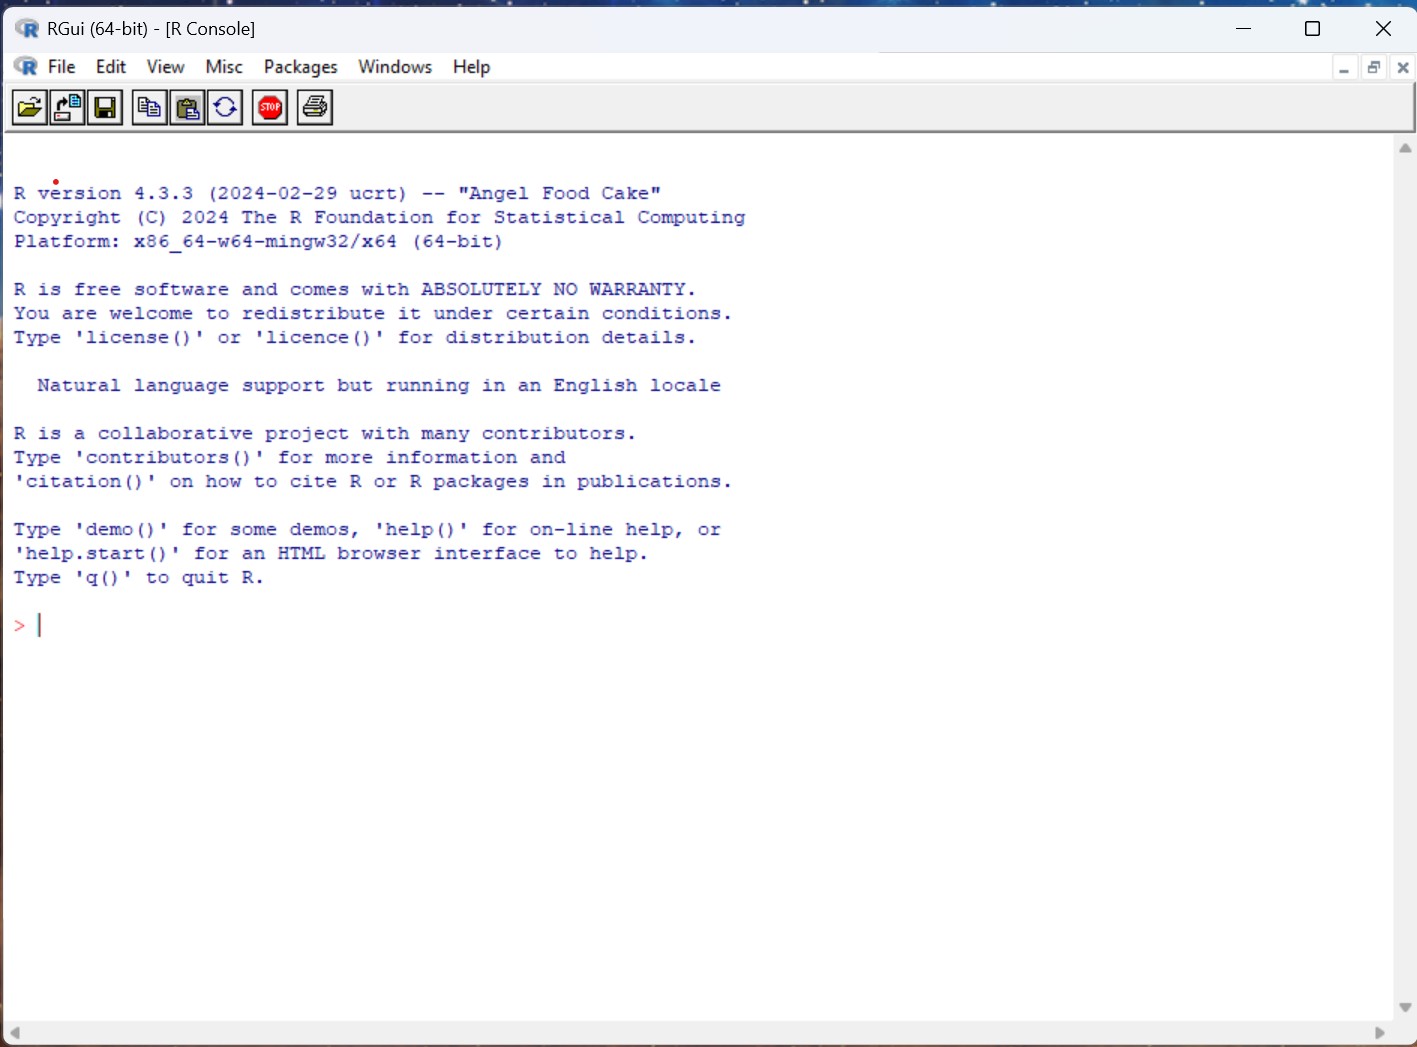 RGui (64-bit) - [R Console]
File Edit View Misc Packages Windows Help
STOP
R version 4.3.3 (2024-02-29 ucrt) -- "Angel Food Cake"
Copyright (C) 2024 The R Foundation for Statistical Computing
Platform: x86_64-w64-mingw32/x64 (64-bit)
R is free software and comes with ABSOLUTELY NO WARRANTY.
You are welcome to redistribute it under certain conditions.
Type 'license()' or 'licence()' for distribution details.
Natural language support but running in an English locale
R is a collaborative project with many contributors.
Type 'contributors()' for more information and
'citation()' on how to cite R or R packages in publications.
Type 'demo()' for some demos, 'help()' for on-line help, or
'help.start()' for an HTML browser interface to help.
Type 'q()' to quit R.
>